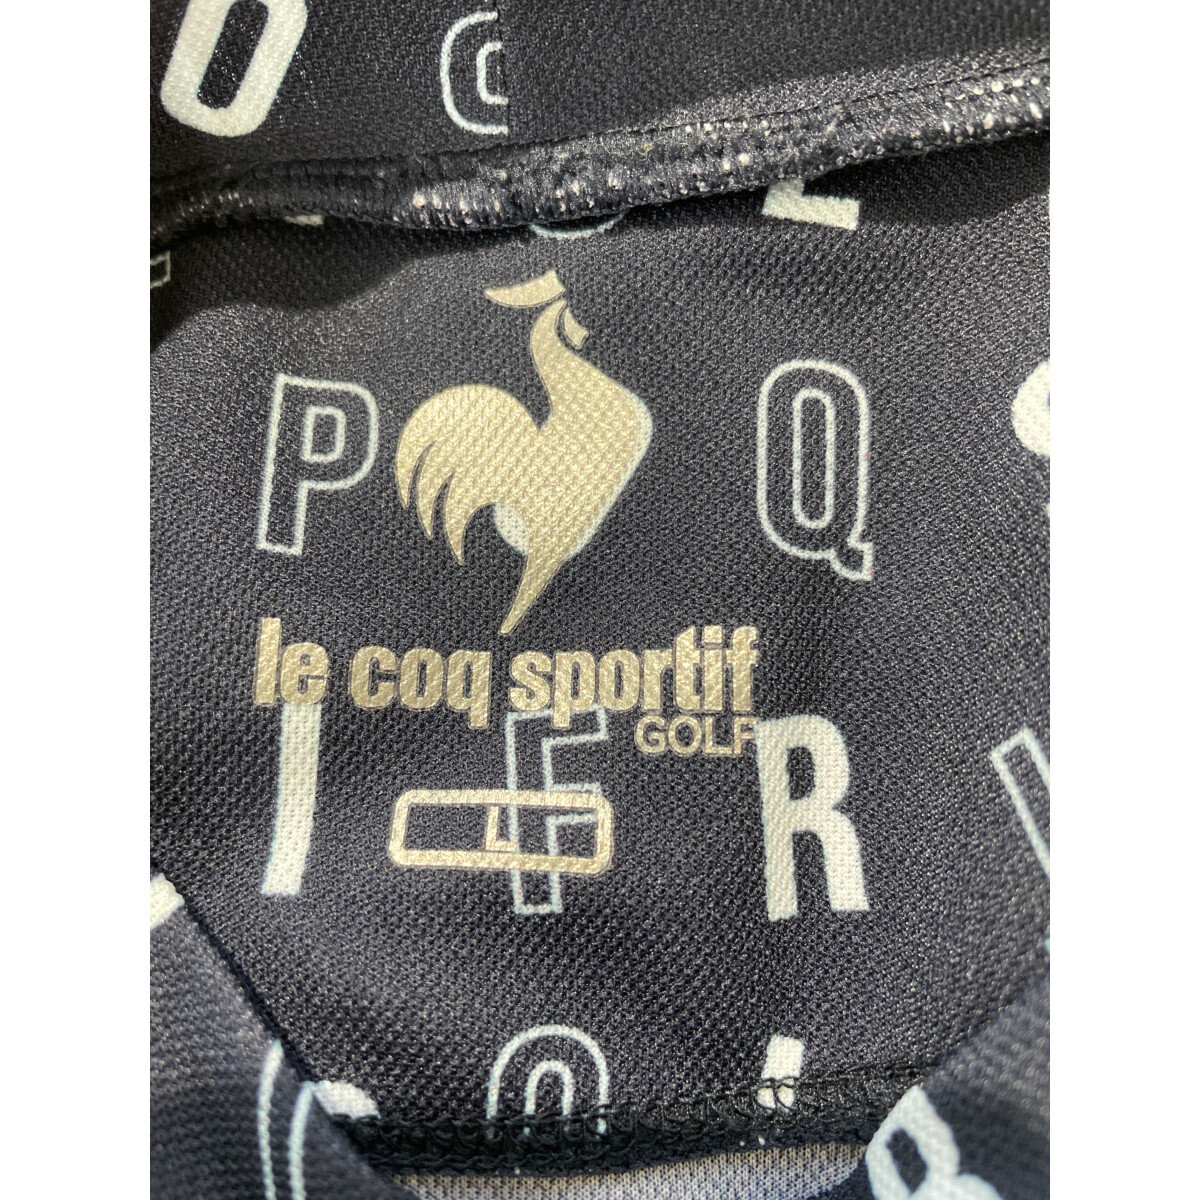 O C
P Q
le coq sportif
GOLF
I F R
L
O